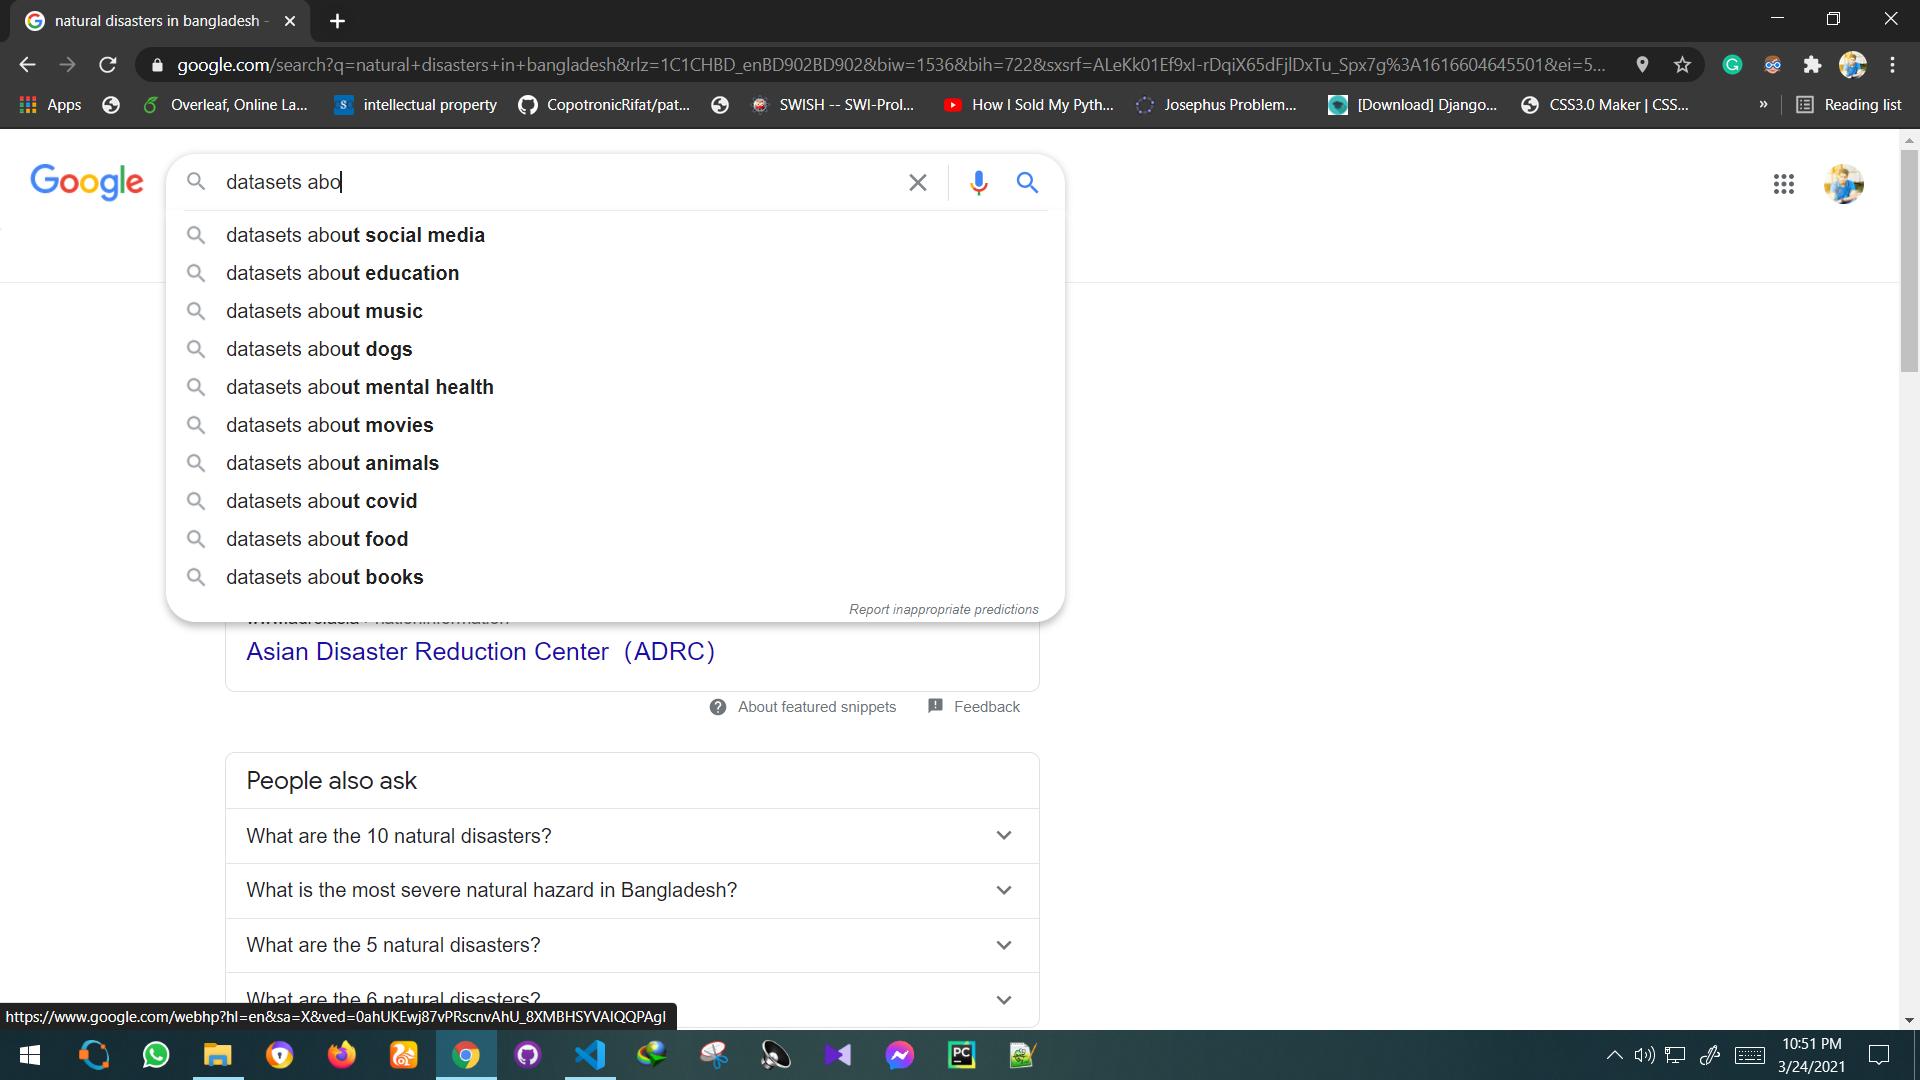 natural disasters in bangladesh -
google.com/search?q=natural+disasters+in+bangladesh&rlz=1C1CHBD_enBD902BD902&biw=1536&bih=722&sxsrf=ALeKk01Ef9xI-rDqiX65dFjlDxTu_Spx7g%3A1616604645501&ei=5...
Apps
Overleaf, Online La...
intellectual property
CopotronicRifat/pat...
SWISH -- SWI-Prol...
How I Sold My Pyth...
Josephus Problem...
[Download] Django...
CSS3.0 Maker | CSS...
»
Reading list
Google
datasets abo
datasets about social media
datasets about education
datasets about music
datasets about dogs
datasets about mental health
datasets about movies
datasets about animals
datasets about covid
datasets about food
datasets about books
Report inappropriate predictions
Asian Disaster Reduction Center（ADRC）
About featured snippets
Feedback
People also ask
What are the 10 natural disasters?
What is the most severe natural hazard in Bangladesh?
What are the 5 natural disasters?
What are the 6 natural disasters?
https://www.google.com/webhp?hl=en&sa=X&ved=0ahUKEwj87vPRscnvAhU_8XMBHSYVAIQQPAgI
10:51 PM
3/24/2021